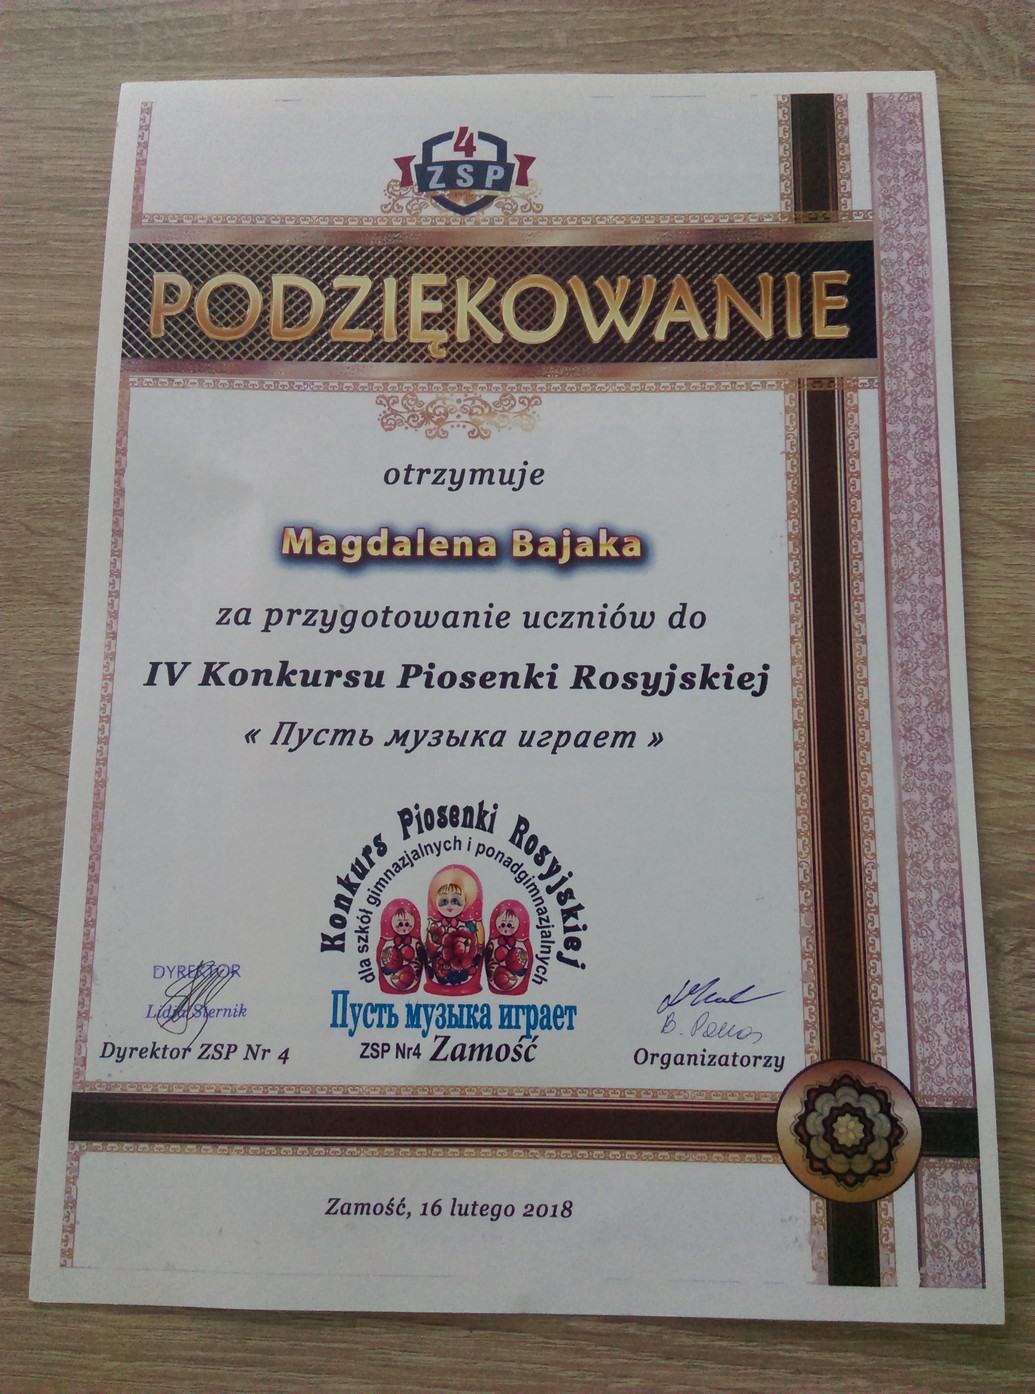 4
ZSP
PODZIĘKOWANIE
otrzymuje
Magdalena Bajaka
za przygotowanie uczniów do
IV Konkursu Piosenki Rosyjskiej
« Пусть музыка играет »
Konkurs Piosenki Rosyjskiej
dla szkół gimnazjalnych i ponadgimnazjalnych
Пусть музыка играет
ZSP Nr4 Zamość
DYREKTOR
Lidia Siernik
Dyrektor ZSP Nr 4
Organizatorzy
Zamość, 16 lutego 2018